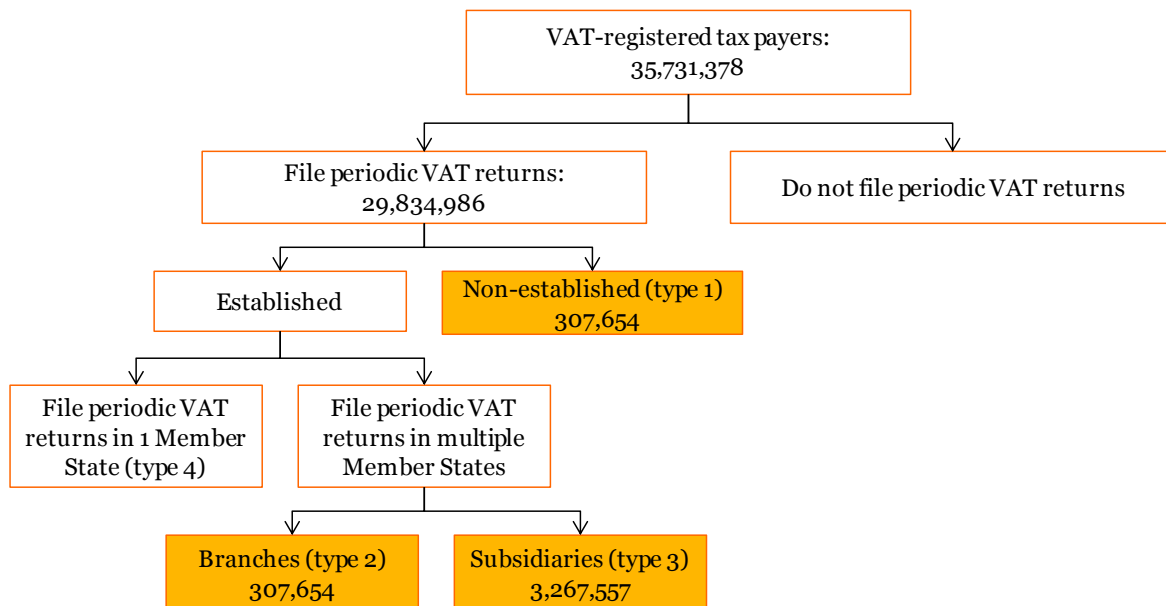 VAT-registered tax payers:
35,731,378
File periodic VAT returns:
29,834,986
Do not file periodic VAT returns
Established
Non-established (type 1)
307,654
File periodic VAT
returns in 1 Member
State (type 4)
File periodic VAT
returns in multiple
Member States
Branches (type 2)
307,654
Subsidiaries (type 3)
3,267,557